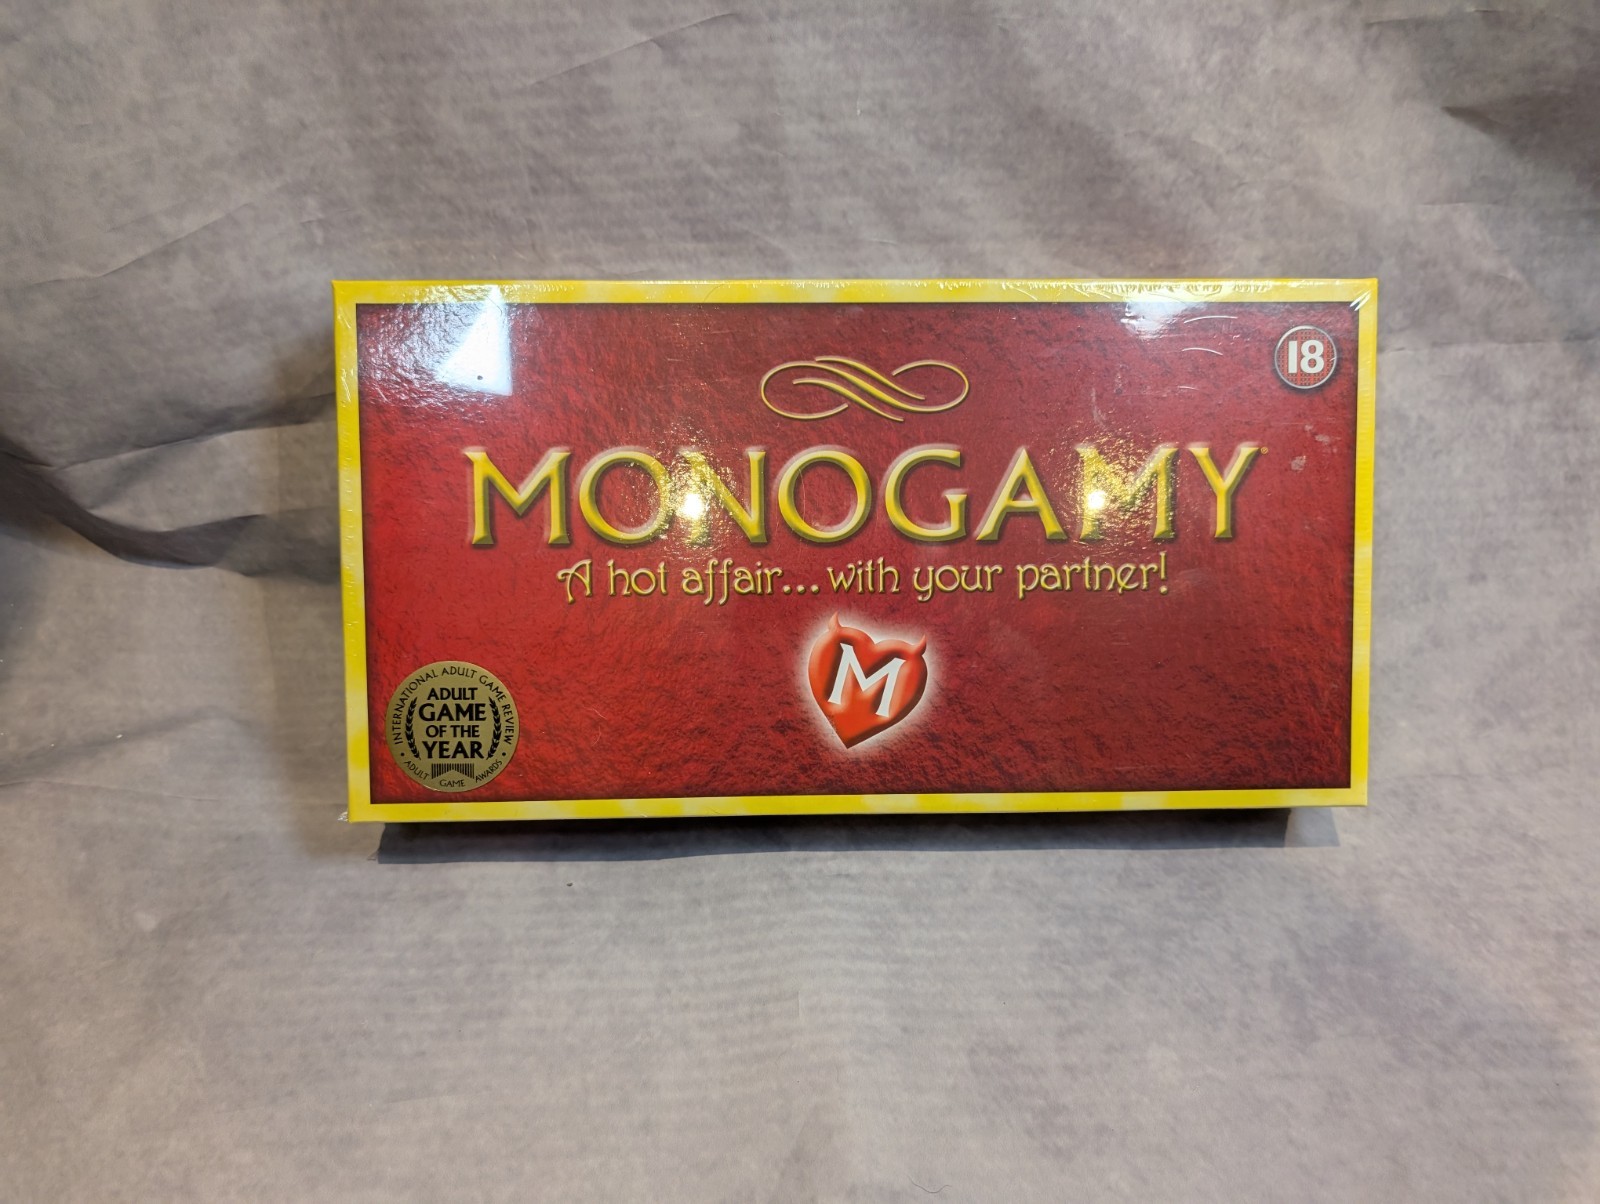 18
MONOGAMY
A hot affair... with your partner!
M
INTERNATIONAL ADULT GAME REVIEW
ADULT
GAME
OF THE
YEAR
ADULT GAME AWARDS